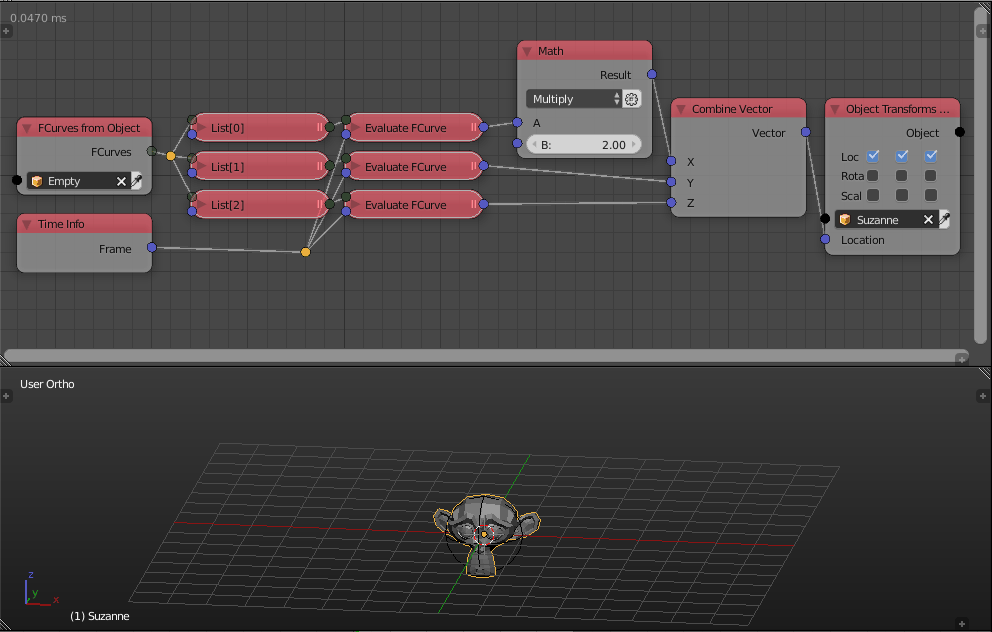 0.0470 ms
Math
Result
Multiply
A
B: 2.00
FCurves from Object
FCurves
Empty
Time Info
Frame
List[0]
List[1]
List[2]
Evaluate FCurve
Evaluate FCurve
Evaluate FCurve
Combine Vector
Vector
X
Y
Z
Object Transforms ...
Object
Loc
Rota
Scal
Suzanne
Location
User Ortho
z
y
x
(1) Suzanne